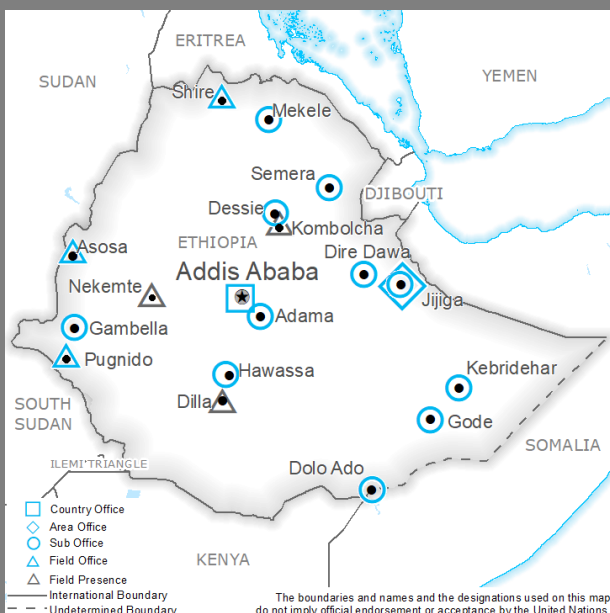 ERITREA
SUDAN
YEMEN
Shire
Mekele
Semera
DJIBOUTI
Dessie
Kombolcha
ETHIOPIA
Asosa
Dire Dawa
Addis Ababa
Nekemte
Jijiga
Adama
Gambella
Pugnido
Hawassa
Kebridehar
Dilla
SOUTH
SUDAN
Gode
SOMALIA
ILEMI TRIANGLE
Dolo Ado
KENYA
Country Office
Area Office
Sub Office
Field Office
Field Presence
International Boundary
Undetermined Boundary
The boundaries and names and the designations used on this map
do not imply official endorsement or acceptance by the United Nations